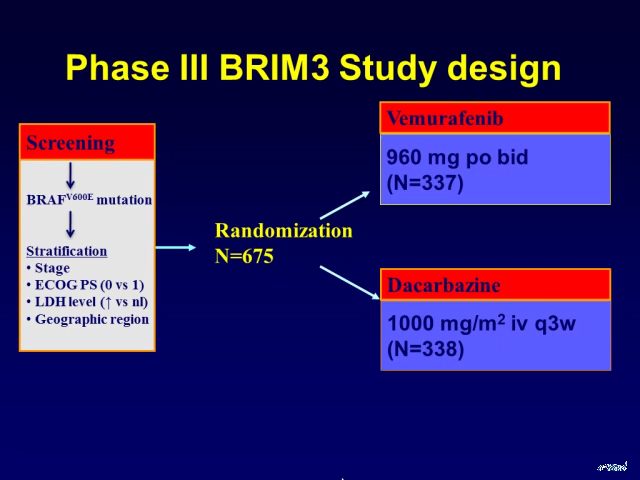 Phase III BRIM3 Study design
Screening
BRAFV600E mutation
Stratification
• Stage
• ECOG PS (0 vs 1)
• LDH level (↑ vs nl)
• Geographic region
Randomization
N=675
Vemurafenib
960 mg po bid
(N=337)
Dacarbazine
1000 mg/m2 iv q3w
(N=338)